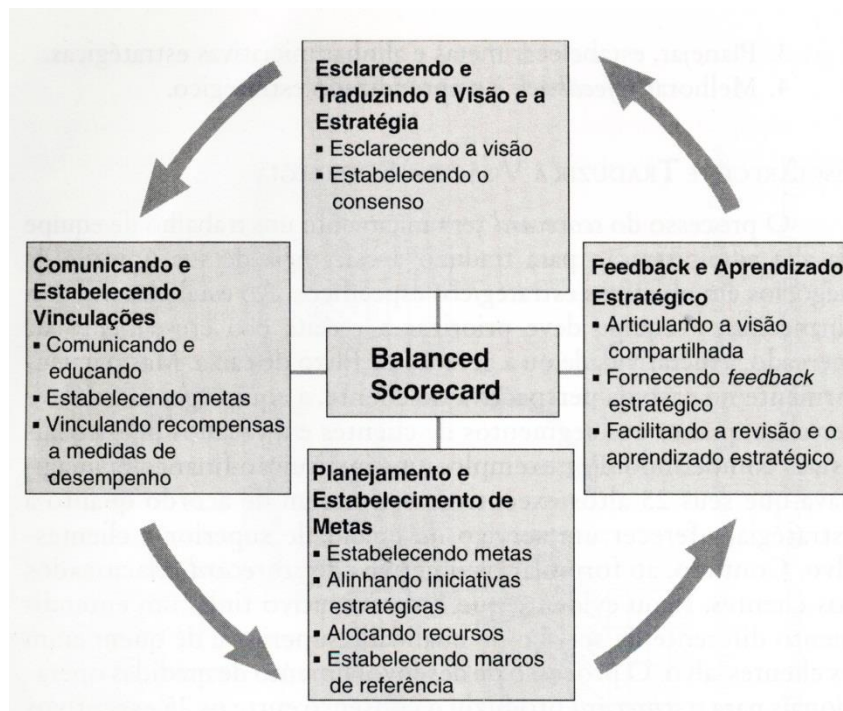 Esclarecendo e
Traduzindo a Visão e a
Estratégia
▪ Esclarecendo a visão
▪ Estabelecendo o
consenso
Comunicando e
Estabelecendo
Vinculações
▪ Comunicando e
educando
▪ Estabelecendo metas
▪ Vinculando recompensas
a medidas de
desempenho
Balanced
Scorecard
Feedback e Aprendizado
Estratégico
▪ Articulando a visão
compartilhada
▪ Fornecendo feedback
estratégico
▪ Facilitando a revisão e o
aprendizado estratégico
Planejamento e
Estabelecimento de
Metas
▪ Estabelecendo metas
▪ Alinhando iniciativas
estratégicas
▪ Alocando recursos
▪ Estabelecendo marcos
de referência